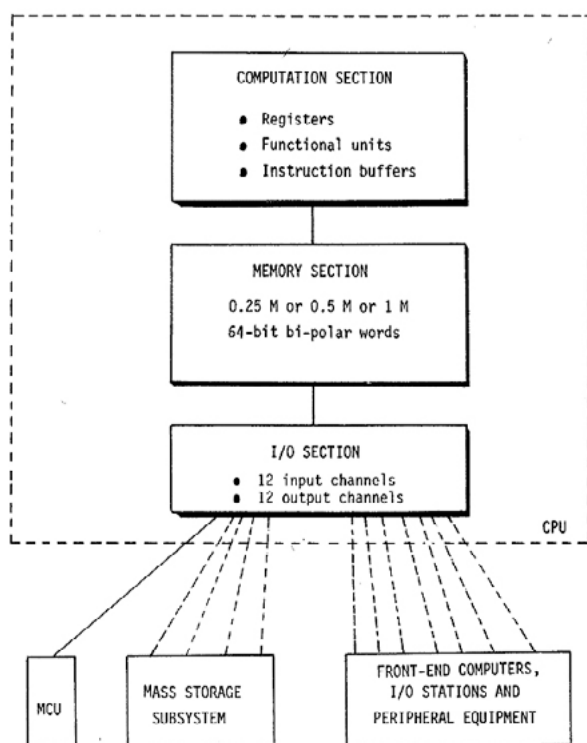 COMPUTATION SECTION
● Registers
● Functional units
● Instruction buffers
MEMORY SECTION
0.25 M or 0.5 M or 1 M
64-bit bi-polar words
I/O SECTION
● 12 input channels
● 12 output channels
CPU
MCU
MASS STORAGE
SUBSYSTEM
FRONT-END COMPUTERS,
I/O STATIONS AND
PERIPHERAL EQUIPMENT